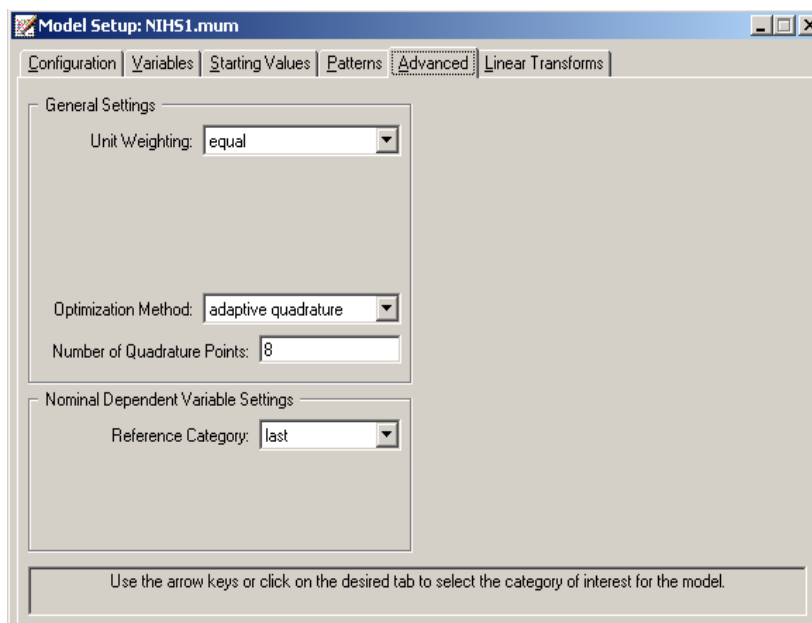 Model Setup: NIHS1.mum
Configuration Variables Starting Values Patterns Advanced Linear Transforms
General Settings
Unit Weighting: equal
Optimization Method: adaptive quadrature
Number of Quadrature Points: 8
Nominal Dependent Variable Settings
Reference Category: last
Use the arrow keys or click on the desired tab to select the category of interest for the model.